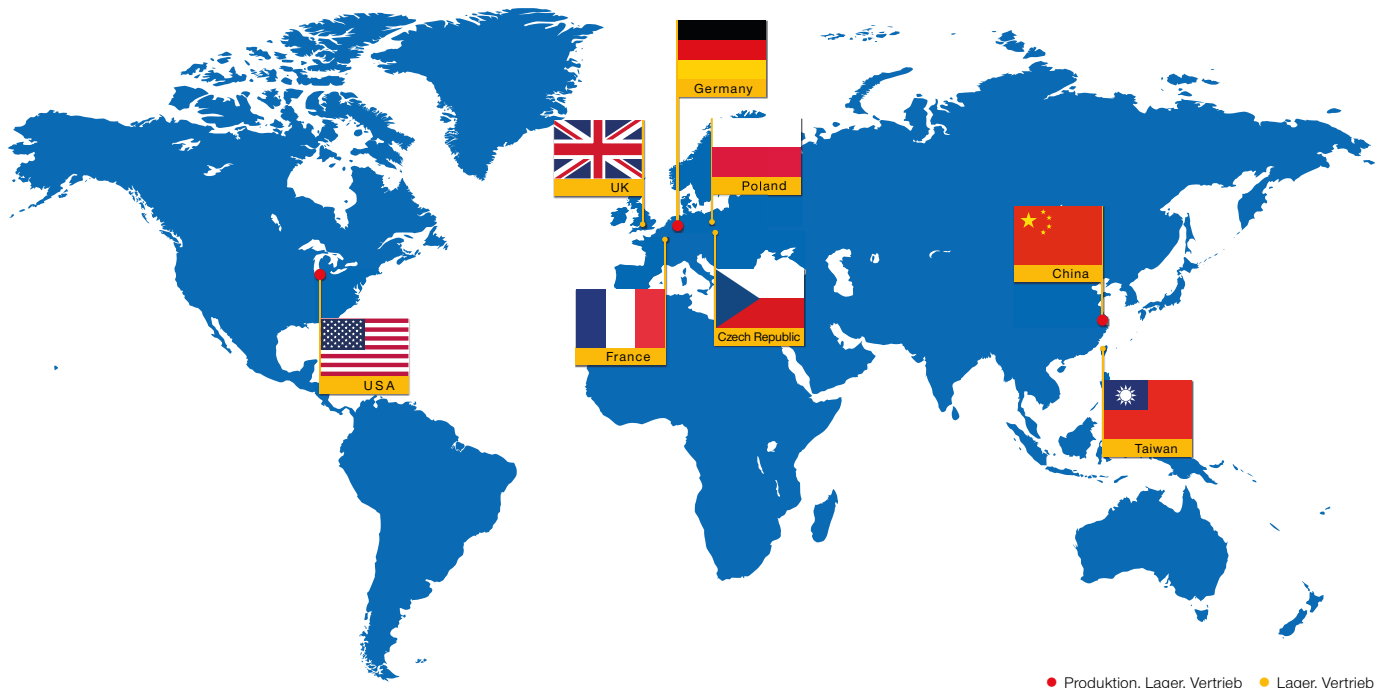 Germany
UK
Poland
China
Czech Republic
France
USA
Taiwan
Produktion, Lager, Vertrieb
Lager, Vertrieb